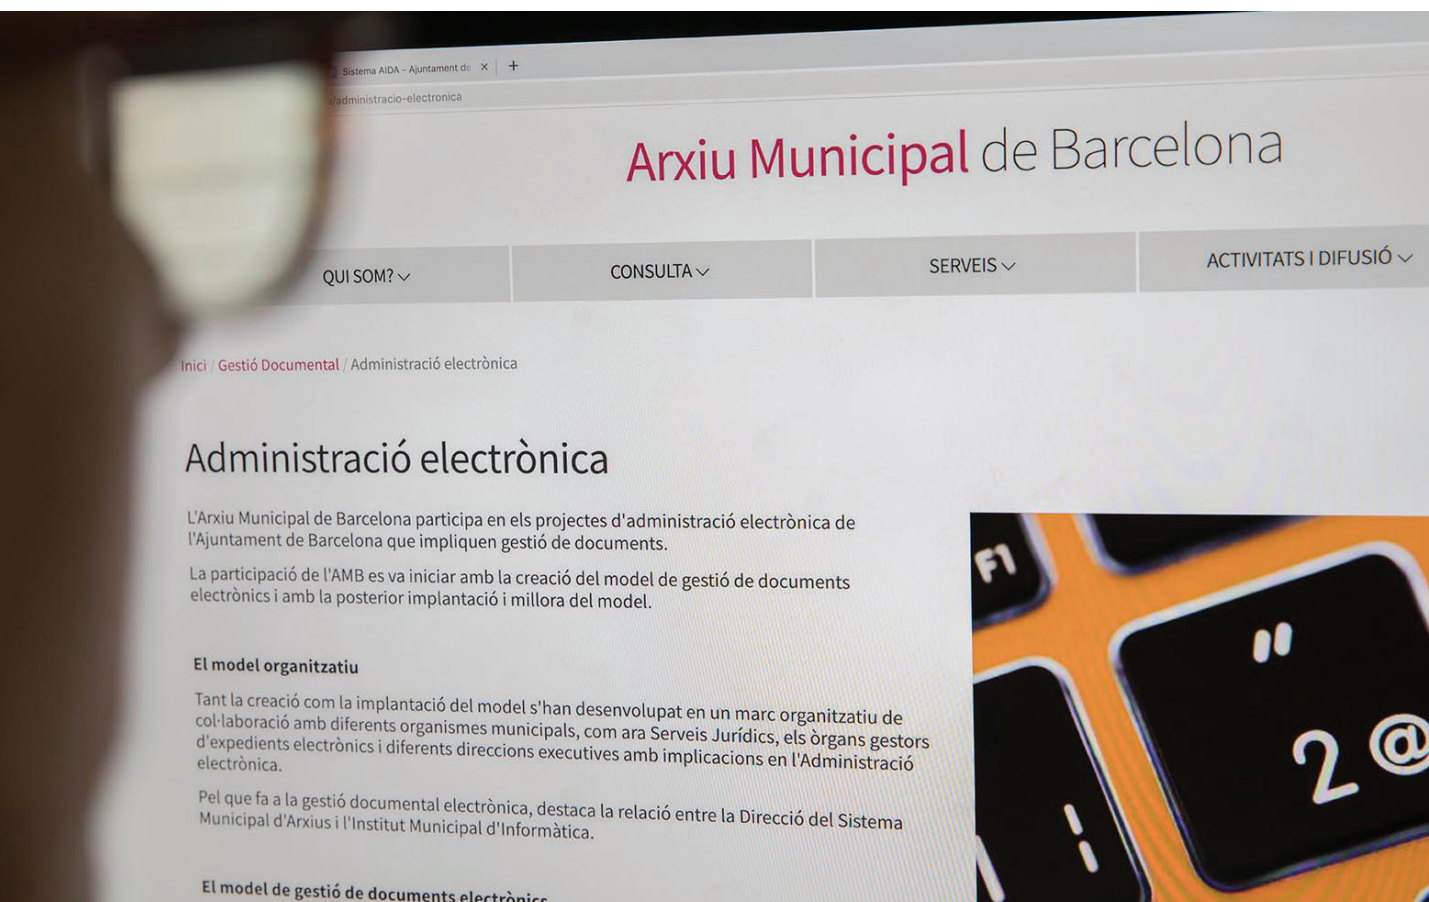 Sistema AIDA - Ajuntament de
/administracio-electronica
Arxiu Municipal de Barcelona
QUI SOM?
CONSULTA
SERVEIS
ACTIVITATS I DIFUSIÓ
Inici / Gestió Documental / Administració electrònica
Administració electrònica
L'Arxiu Municipal de Barcelona participa en els projectes d'administració electrònica de
l'Ajuntament de Barcelona que impliquen gestió de documents.
La participació de l'AMB es va iniciar amb la creació del model de gestió de documents
electrònics i amb la posterior implantació i millora del model.
El model organitzatiu
Tant la creació com la implantació del model s'han desenvolupat en un marc organitzatiu de
col·laboració amb diferents organismes municipals, com ara Serveis Jurídics, els òrgans gestors
d'expedients electrònics i diferents direccions executives amb implicacions en l'Administració
electrònica.
Pel que fa a la gestió documental electrònica, destaca la relació entre la Direcció del Sistema
Municipal d'Arxius i l'Institut Municipal d'Informàtica.
El model de gestió de documents electrònics
F1
"
2 @